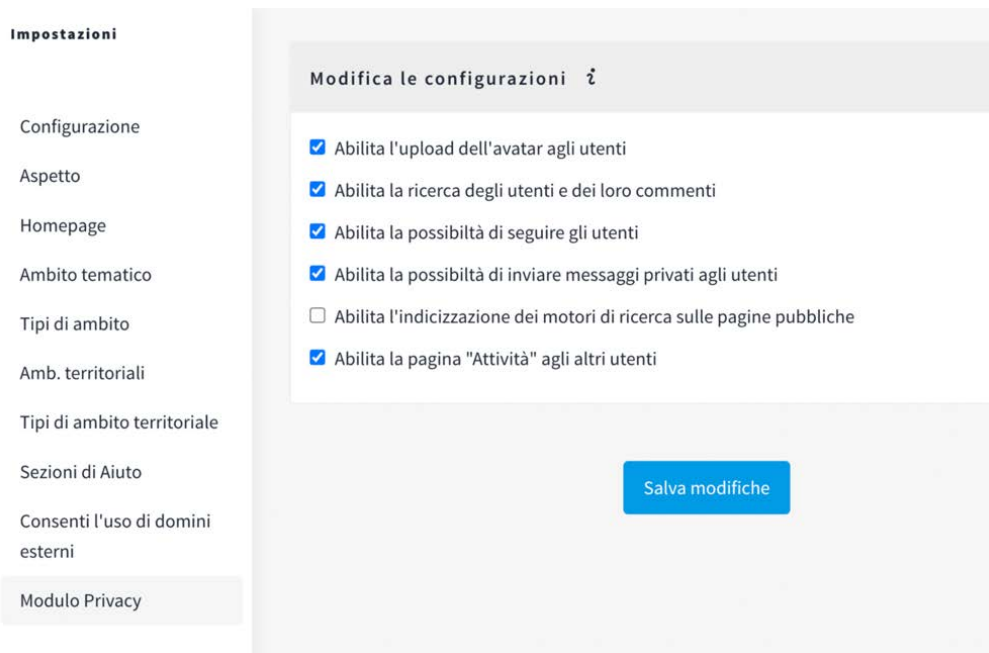 Impostazioni
Configurazione
Aspetto
Homepage
Ambito tematico
Tipi di ambito
Amb. territoriali
Tipi di ambito territoriale
Sezioni di Aiuto
Consenti l'uso di domini
esterni
Modulo Privacy
Modifica le configurazioni i
Abilita l'upload dell'avatar agli utenti
Abilita la ricerca degli utenti e dei loro commenti
Abilita la possibiltà di seguire gli utenti
Abilita la possibiltà di inviare messaggi privati agli utenti
Abilita l'indicizzazione dei motori di ricerca sulle pagine pubbliche
Abilita la pagina "Attività" agli altri utenti
Salva modifiche